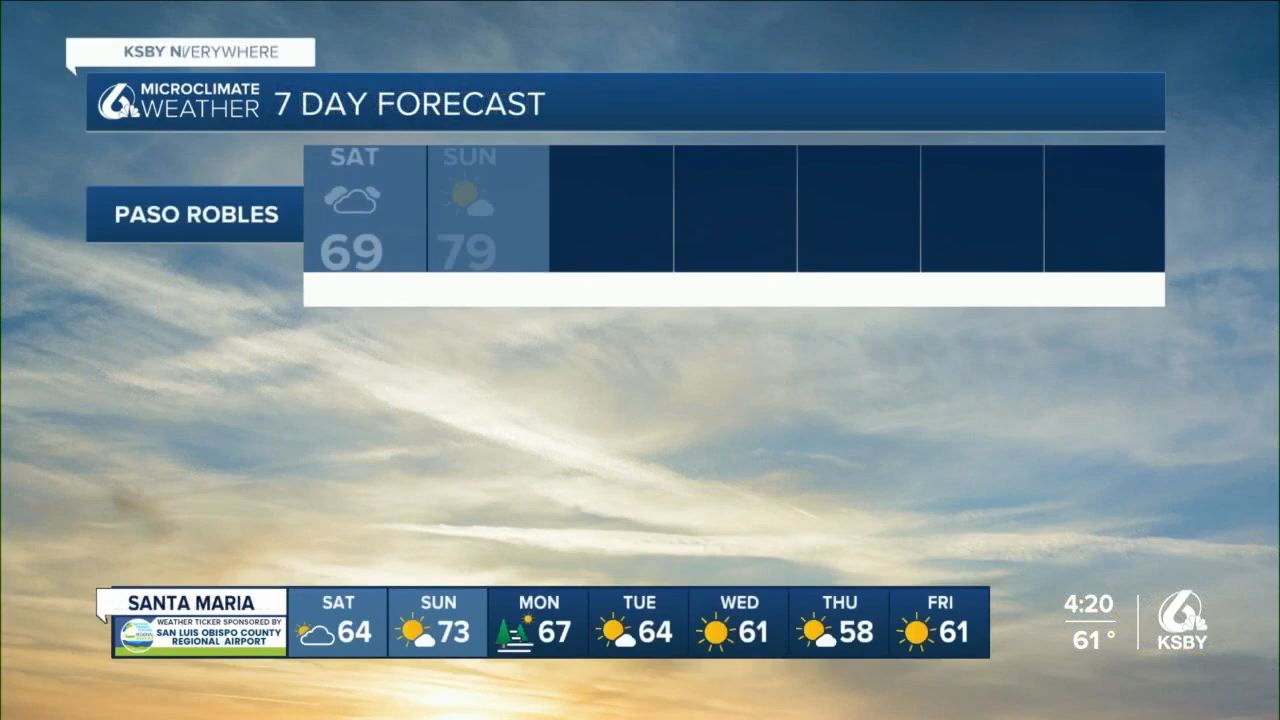 KSBY N/ERYWHERE
MICROCLIMATE
WEATHER
7 DAY FORECAST
SAT SUN
PASO ROBLES
69 79
SANTA MARIA
WEATHER TICKER SPONSORED BY
SAN LUIS OBISPO COUNTY
REGIONAL AIRPORT
SAT SUN MON TUE WED THU FRI
64 73 67 64 61 58 61
4:20
61°
KSBY